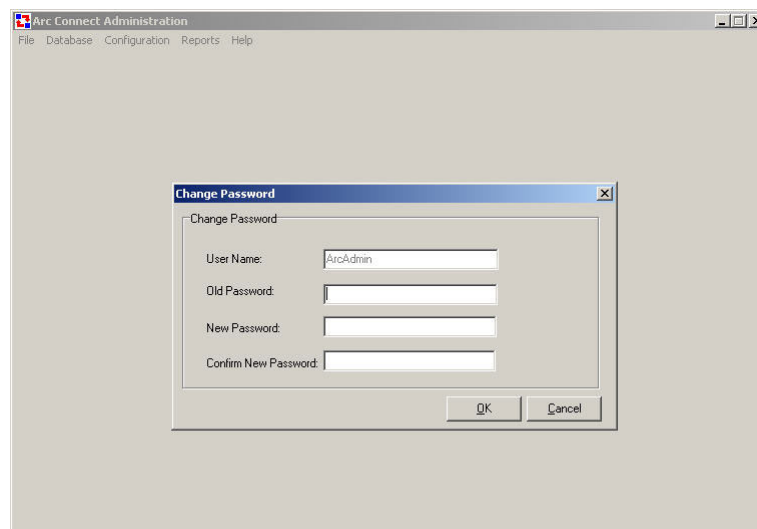 Arc Connect Administration
File Database Configuration Reports Help
Change Password
Change Password
User Name: ArcAdmin
Old Password:
New Password:
Confirm New Password:
OK Cancel